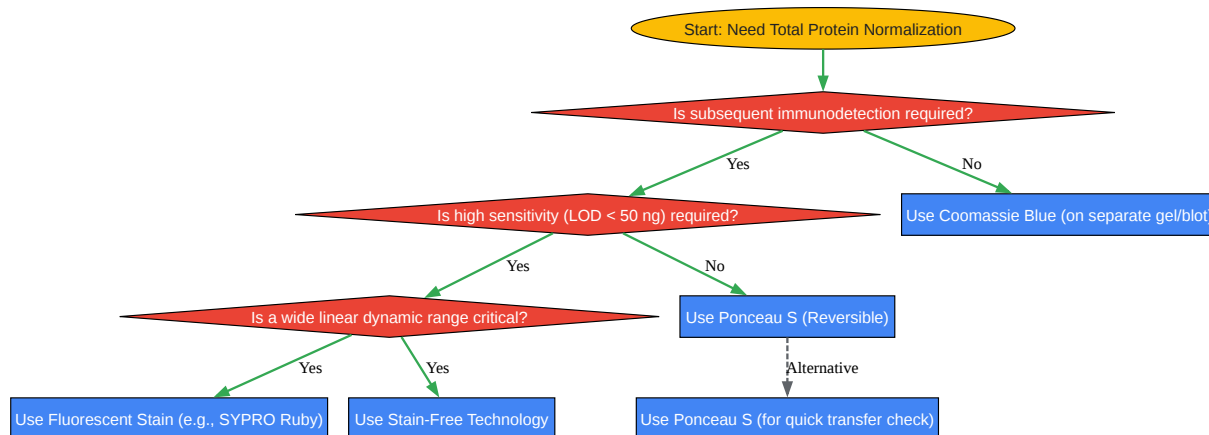 Start: Need Total Protein Normalization
Is subsequent immunodetection required?
Yes
No
Is high sensitivity (LOD < 50 ng) required?
Use Coomassie Blue (on separate gel/blot)
Yes
No
Is a wide linear dynamic range critical?
Use Ponceau S (Reversible)
Yes
Yes
Alternative
Use Fluorescent Stain (e.g., SYPRO Ruby)
Use Stain-Free Technology
Use Ponceau S (for quick transfer check)